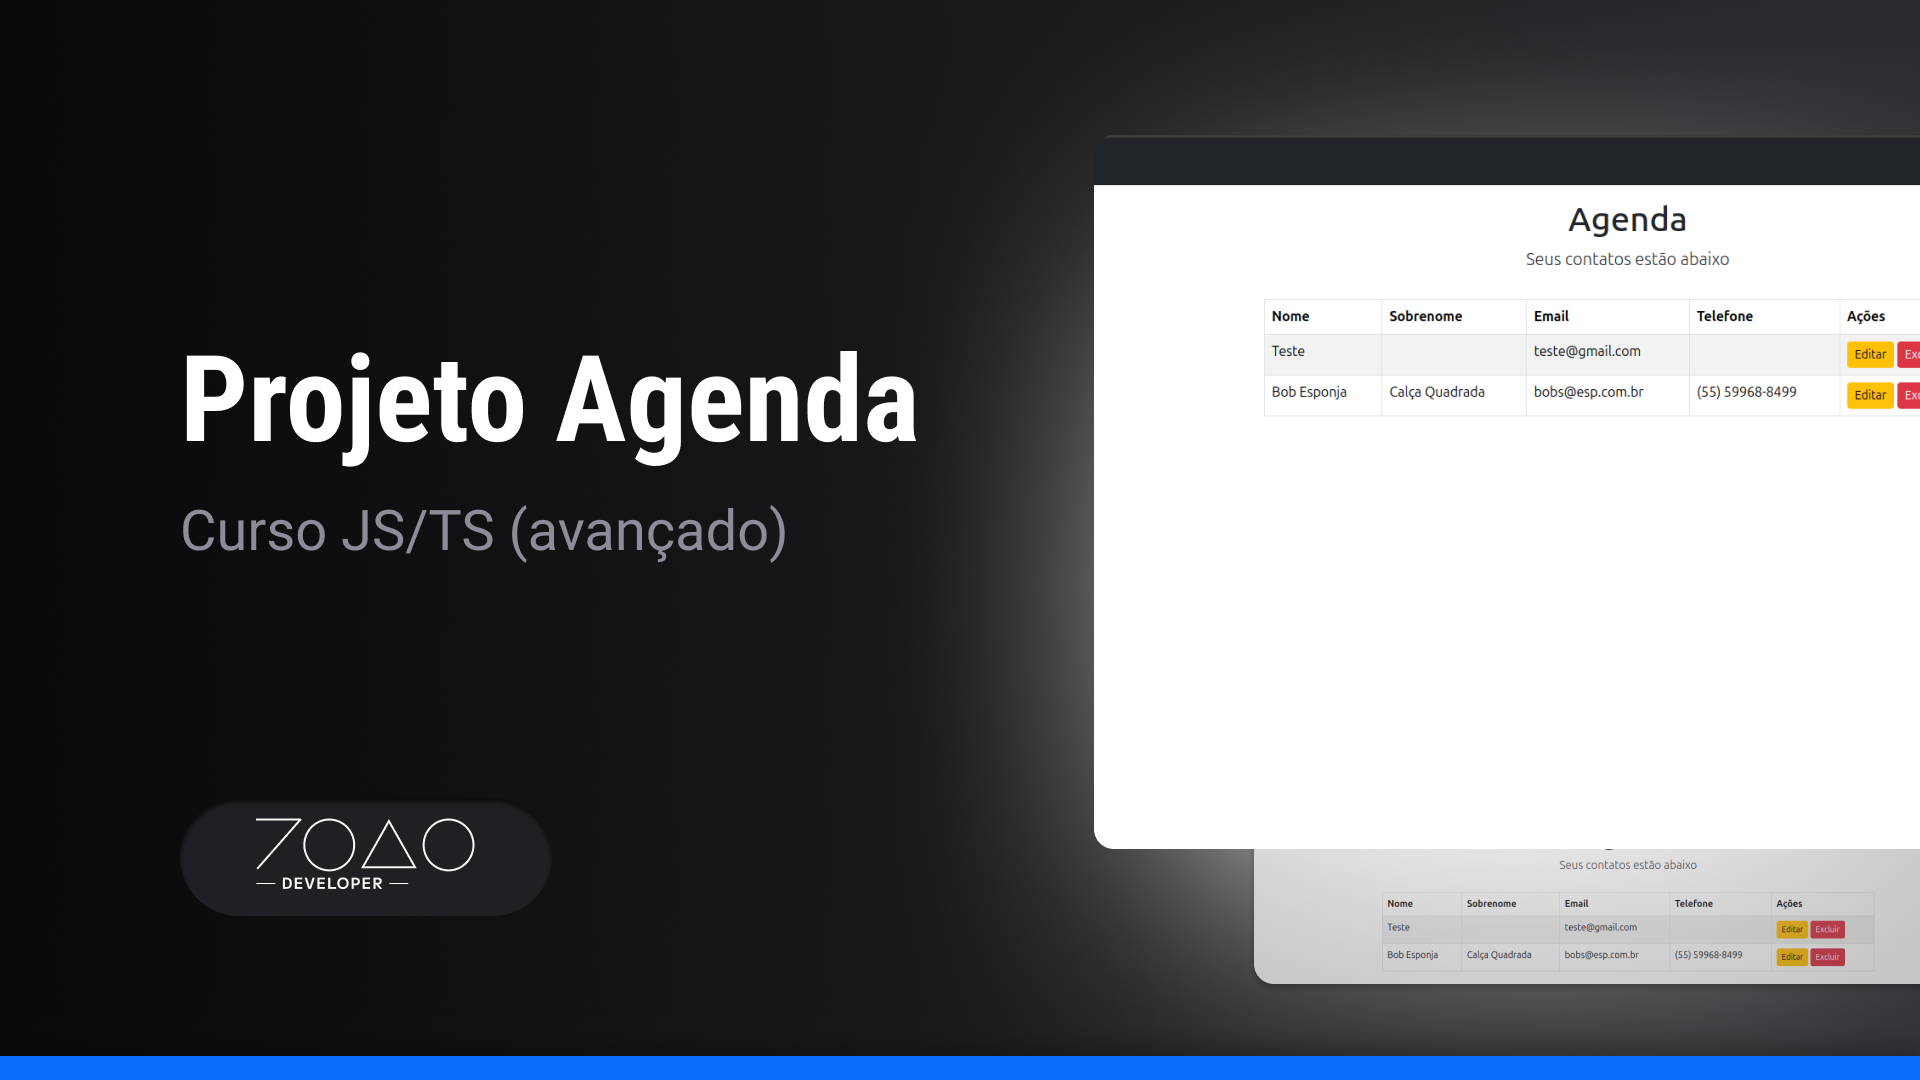 Projeto Agenda
Curso JS/TS (avançado)
DEVELOPER
Agenda
Seus contatos estão abaixo
Nome Sobrenome Email Telefone Ações
Teste teste@gmail.com Editar
Bob Esponja Calça Quadrada bobs@esp.com.br (55) 59968-8499 Editar
Seus contatos estão abaixo
Nome Sobrenome Email Telefone Ações
Teste teste@gmail.com Editar Excluir
Bob Esponja Calça Quadrada bobs@esp.com.br (55) 59968-8499 Editar Excluir